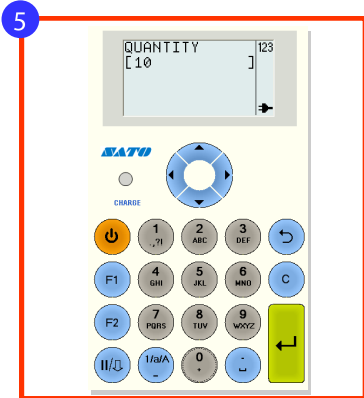 5
QUANTITY 123
[10 ]
SATO
CHARGE
1 2 3
.,?! ABC DEF
F1 4 5 6 C
GHI JKL MNO
F2 7 8 9
PQRS TUV WXYZ
1/a/A 0 -